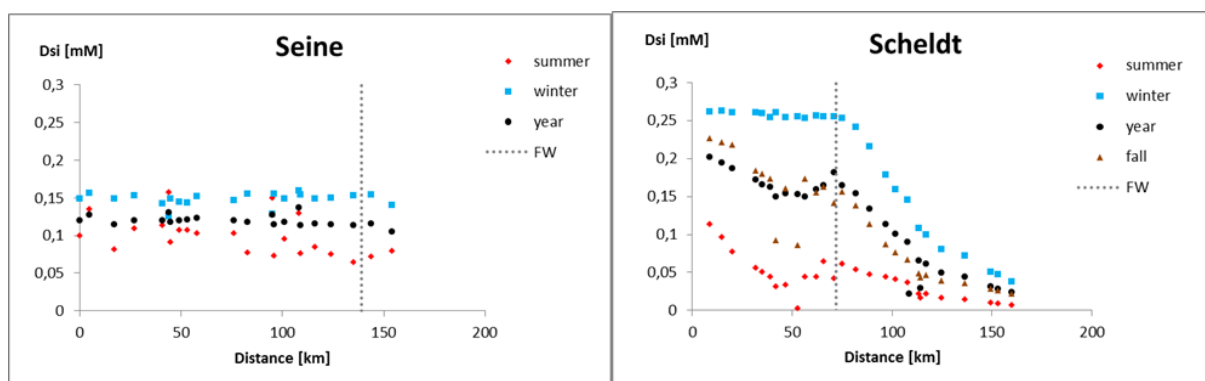 Seine
Dsi [mM]
summer
winter
year
FW
0,3
0,25
0,2
0,15
0,1
0,05
0
0 50 100 150 200
Distance [km]
Scheldt
Dsi [mM]
summer
winter
year
fall
FW
0,3
0,25
0,2
0,15
0,1
0,05
0
0 50 100 150 200
Distance [km]